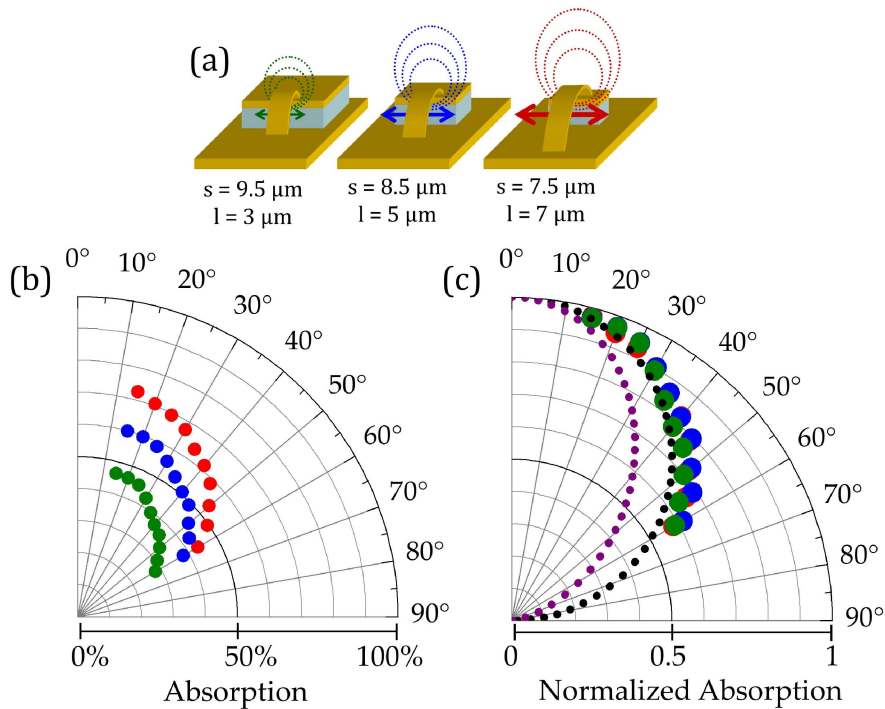 (a)
s = 9.5 μm
l = 3 μm
s = 8.5 μm
l = 5 μm
s = 7.5 μm
l = 7 μm
(b)
0°
10°
20°
30°
40°
50°
60°
70°
80°
90°
0%
50%
100%
Absorption
(c)
0°
10°
20°
30°
40°
50°
60°
70°
80°
90°
0
0.5
1
Normalized Absorption